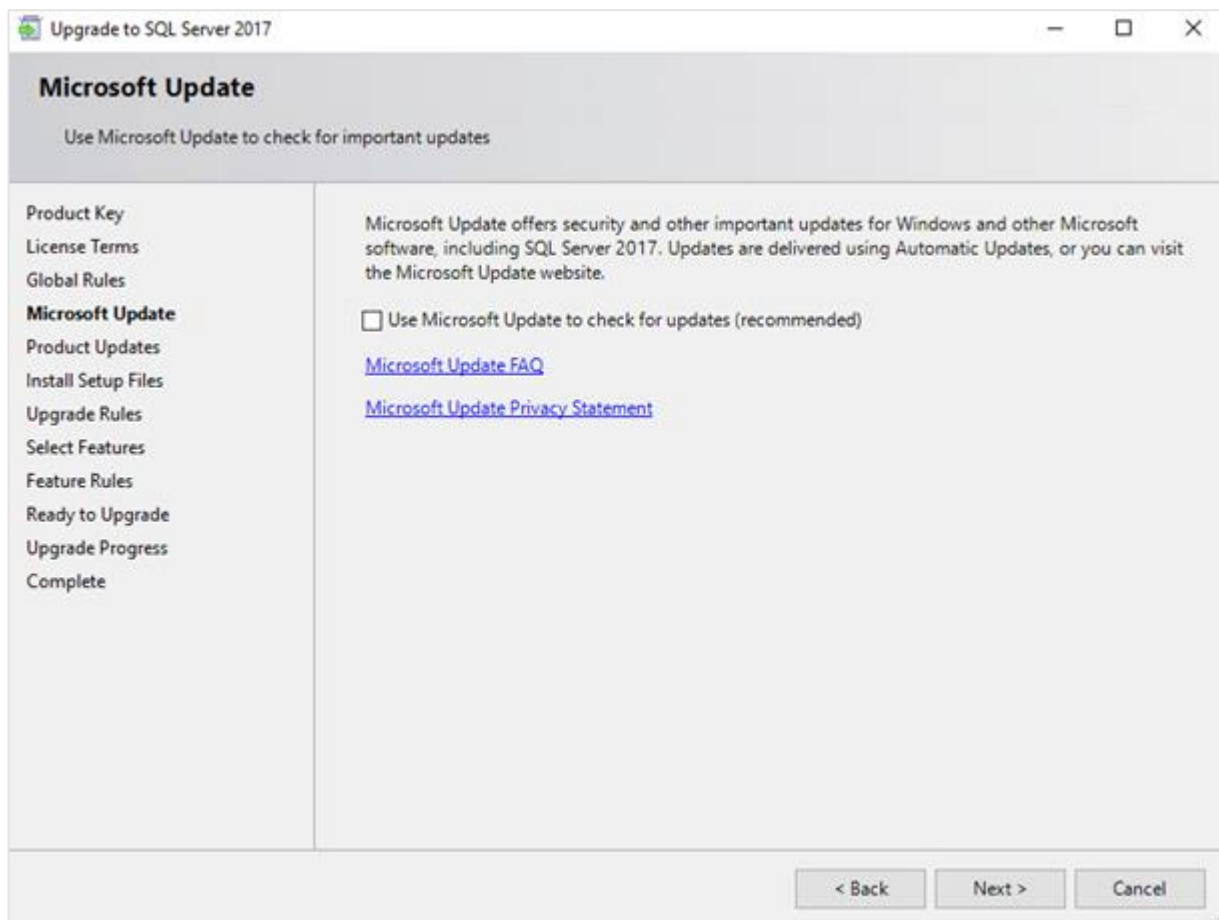 Upgrade to SQL Server 2017
Microsoft Update
Use Microsoft Update to check for important updates
Product Key
License Terms
Global Rules
Microsoft Update
Product Updates
Install Setup Files
Upgrade Rules
Select Features
Feature Rules
Ready to Upgrade
Upgrade Progress
Complete
Microsoft Update offers security and other important updates for Windows and other Microsoft
software, including SQL Server 2017. Updates are delivered using Automatic Updates, or you can visit
the Microsoft Update website.
Use Microsoft Update to check for updates (recommended)
Microsoft Update FAQ
Microsoft Update Privacy Statement
< Back
Next >
Cancel